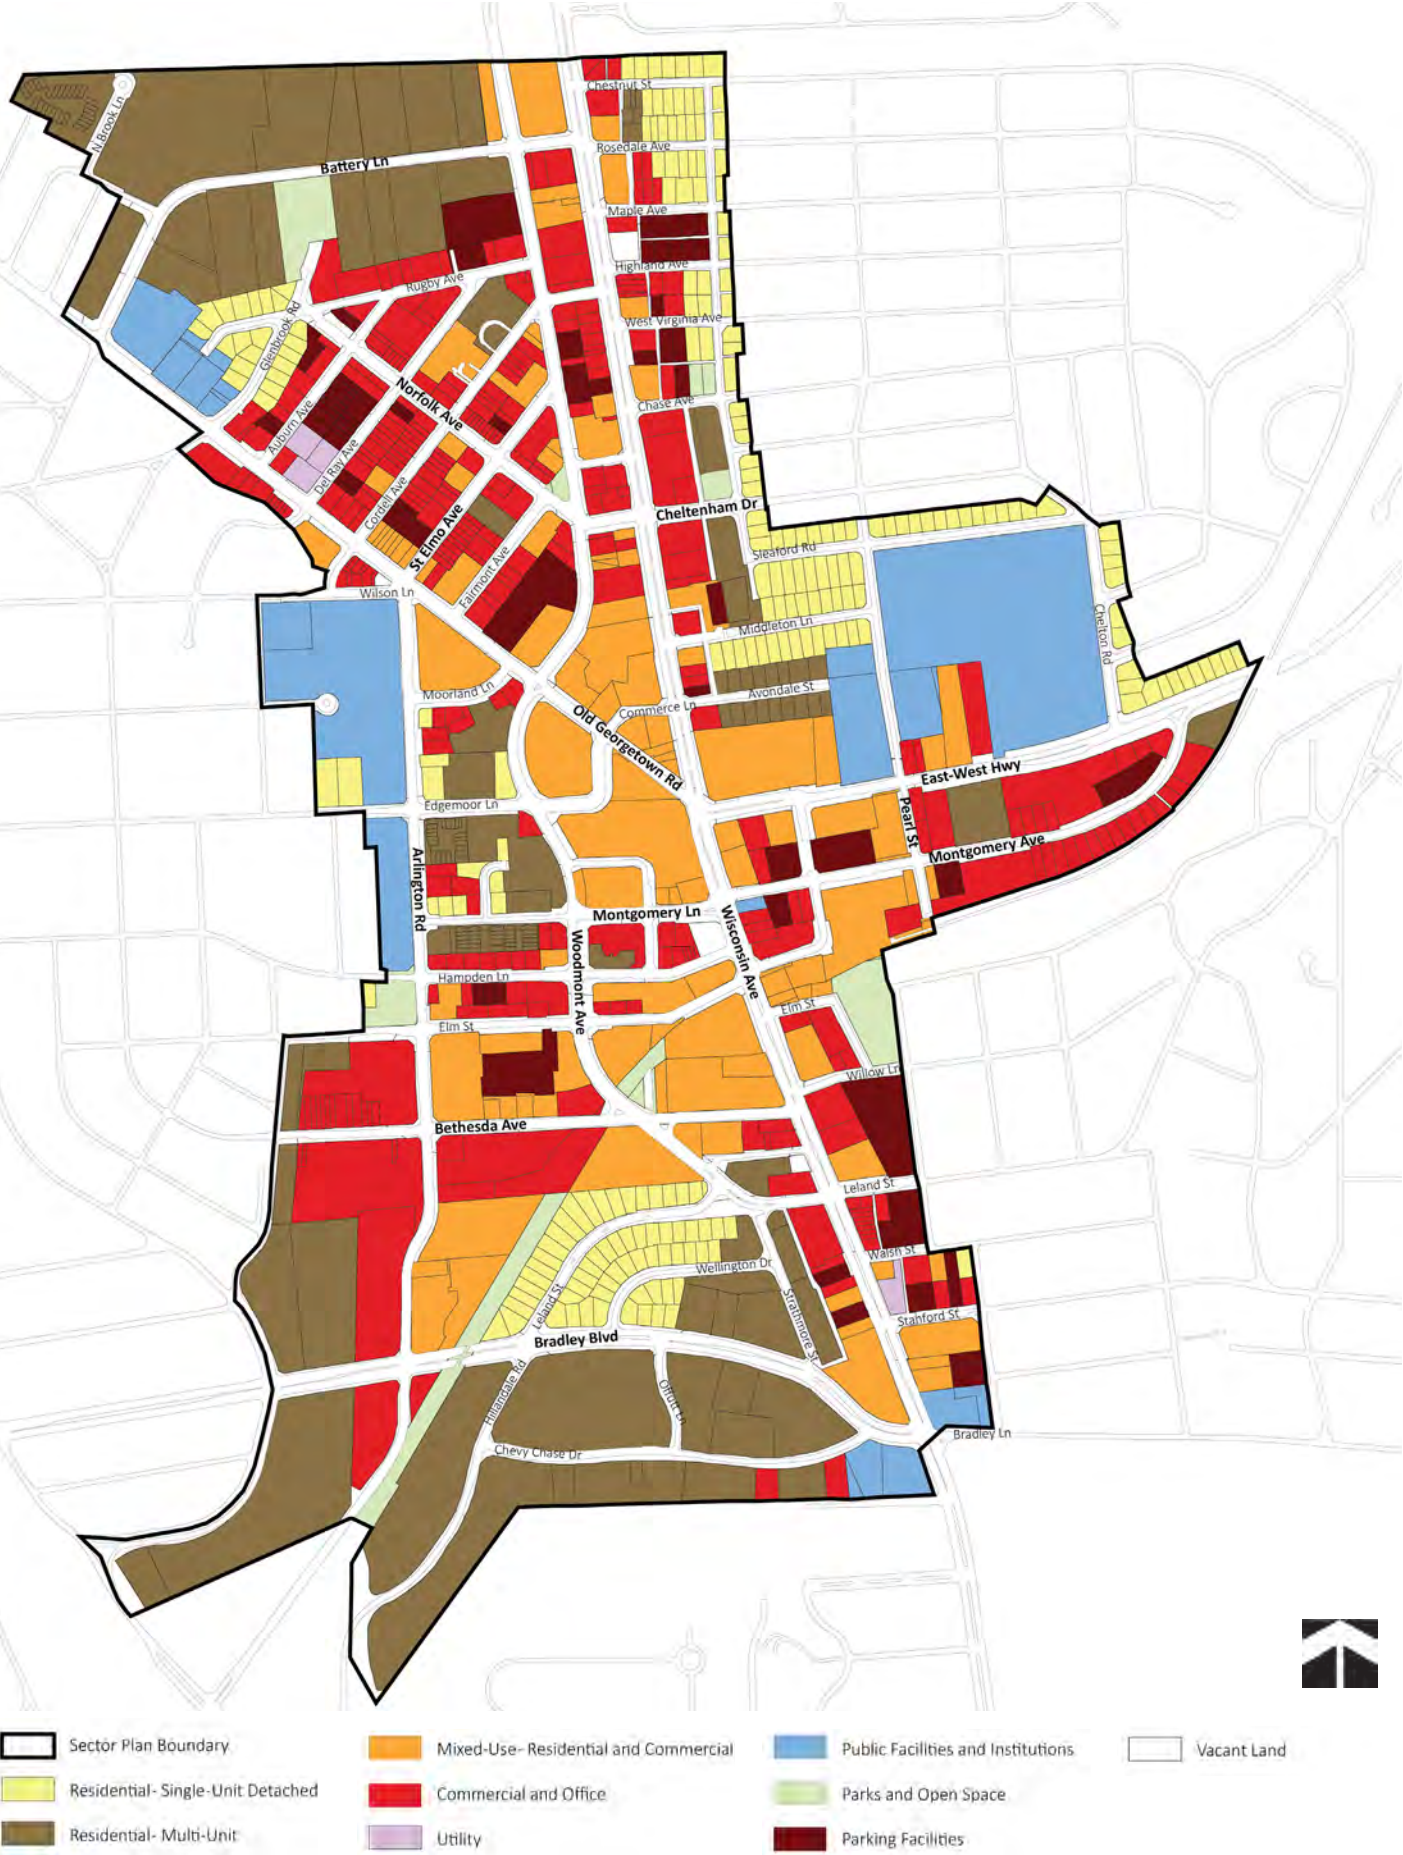 Chestnut St
N.Brook Ln
Rosedale Ave
Battery Ln
Maple Ave
Highland Ave
Rugby Ave
West Virginia Ave
Glenbrook Rd
Norfolk Ave
Chase Ave
Auburn Ave
Del Ray Ave
Cordell Ave
St Elmo Ave
Cheltenham Dr
Sleaford Rd
Fairmont Ave
Wilson Ln
Middleton Ln
Chelton Rd
Moorland Ln
Avondale St
Commerce Ln
Old Georgetown Rd
East-West Hwy
Edgemoor Ln
Pearl St
Montgomery Ave
Arlington Rd
Montgomery Ln
Wisconsin Ave
Woodmont Ave
Hampden Ln
Elm St
Elm St
Willow Ln
Bethesda Ave
Leland St
Walsh St
Wellington Dr
Leland St
Strathmore St
Stanford St
Bradley Blvd
Hillandale Rd
Offutt Ln
Bradley Ln
Chevy Chase Dr
Sector Plan Boundary
Mixed-Use- Residential and Commercial
Public Facilities and Institutions
Vacant Land
Residential- Single-Unit Detached
Commercial and Office
Parks and Open Space
Residential- Multi-Unit
Utility
Parking Facilities